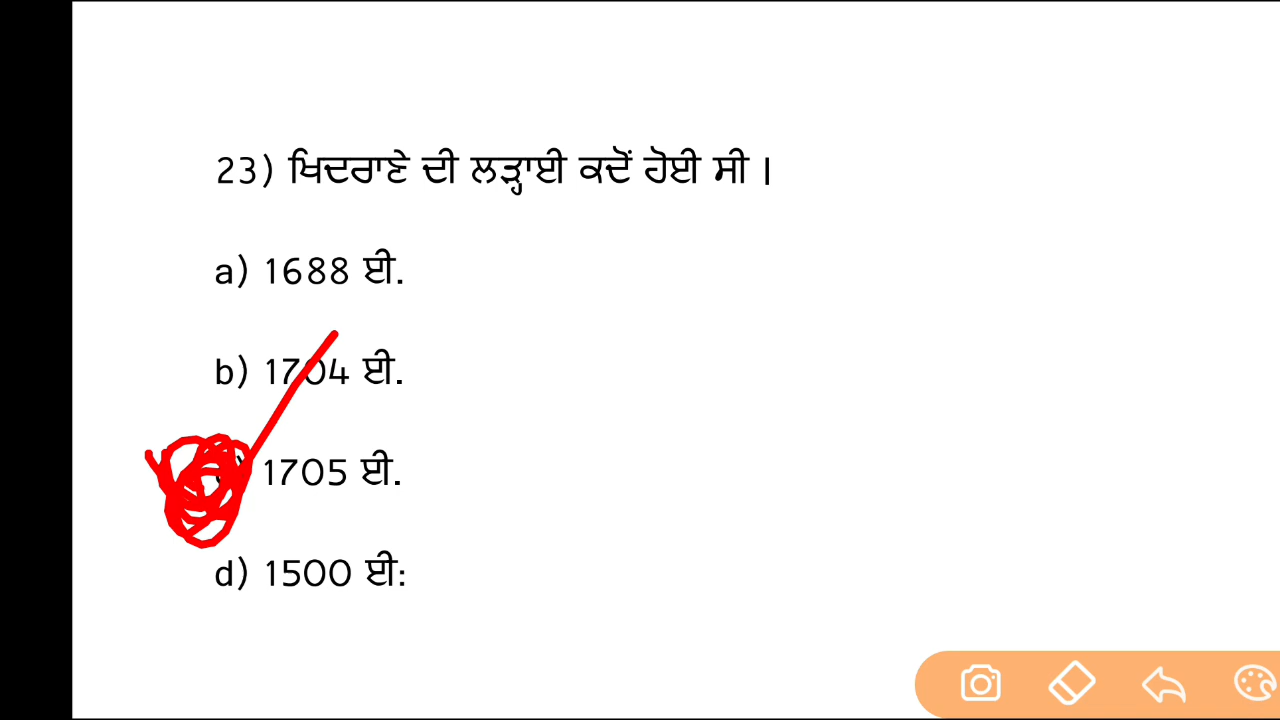 23) ਖਿਦਰਾਣੇ ਦੀ ਲੜ੍ਹਾਈ ਕਦੋਂ ਹੋਈ ਸੀ ।
a) 1688 ਈ.
b) 1704 ਈ.
1705 ਈ.
d) 1500 ਈ: